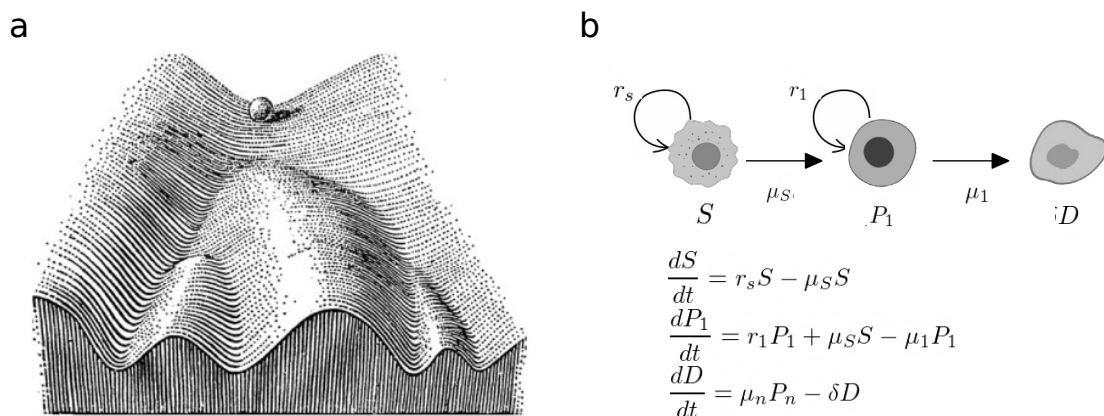 a b
r_s r_1
μ_S μ_1
S P_1 δD
dS/dt = r_s S − μ_S S
dP_1/dt = r_1 P_1 + μ_S S − μ_1 P_1
dD/dt = μ_n P_n − δD